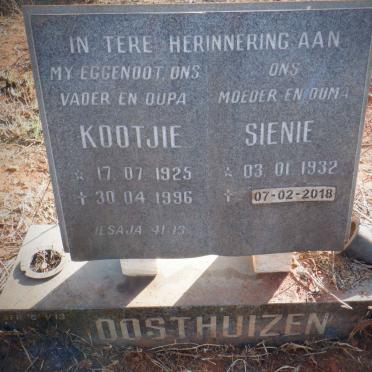 IN TERE HERINNERING AAN
MY EGGENOOT, ONS
VADER EN OUPA
KOOTJIE
☆ 17 07 1925
✝ 30 04 1996
JESAJA 41-13
ONS
MOEDER EN OUMA
SIENIE
☆ 03 01 1932
✝ 07-02-2018
OOSTHUIZEN